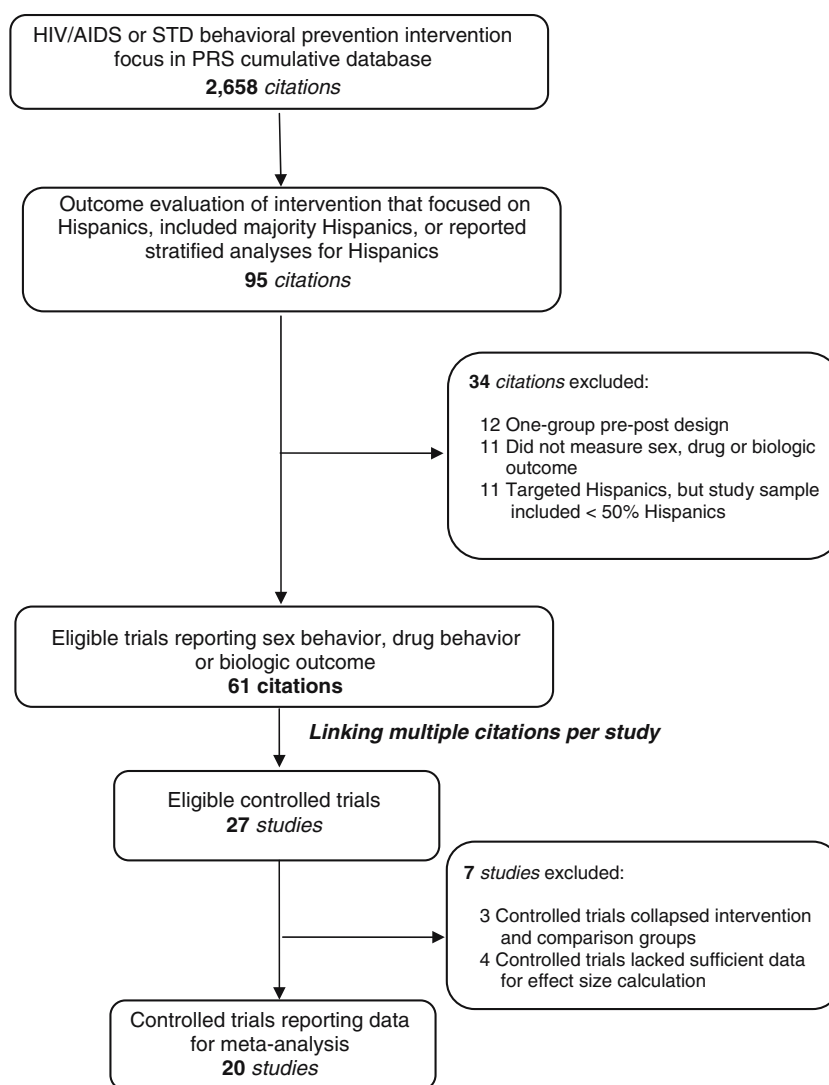 HIV/AIDS or STD behavioral prevention intervention
focus in PRS cumulative database
2,658 citations
Outcome evaluation of intervention that focused on
Hispanics, included majority Hispanics, or reported
stratified analyses for Hispanics
95 citations
34 citations excluded:
12 One-group pre-post design
11 Did not measure sex, drug or biologic
outcome
11 Targeted Hispanics, but study sample
included < 50% Hispanics
Eligible trials reporting sex behavior, drug behavior
or biologic outcome
61 citations
Linking multiple citations per study
Eligible controlled trials
27 studies
7 studies excluded:
3 Controlled trials collapsed intervention
and comparison groups
4 Controlled trials lacked sufficient data
for effect size calculation
Controlled trials reporting data
for meta-analysis
20 studies